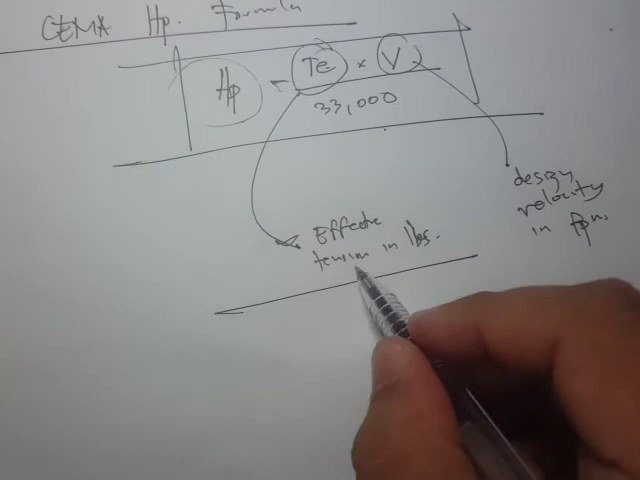 CEMA Hp. Formula
Hp = Te × V
33,000
design
velocity
in fpm.
Effective
tension in lbs.